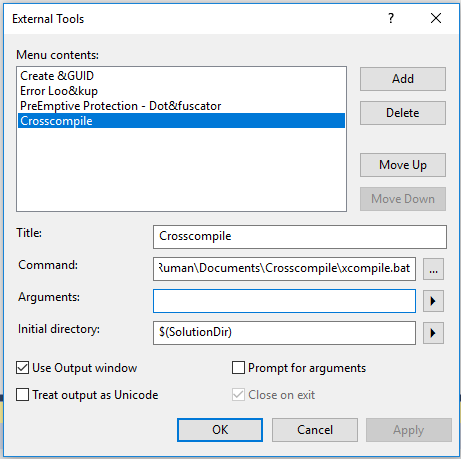 External Tools
Menu contents:
Create &GUID
Error Loo&kup
PreEmptive Protection - Dot&fuscator
Crosscompile
Add
Delete
Move Up
Move Down
Title:
Crosscompile
Command:
Ruman\Documents\Crosscompile\xcompile.bat
...
Arguments:
Initial directory:
$(SolutionDir)
Use Output window
Prompt for arguments
Treat output as Unicode
Close on exit
OK
Cancel
Apply